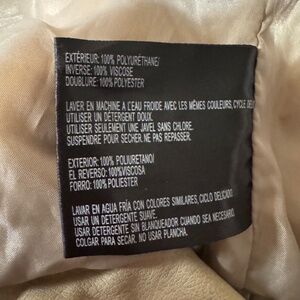 EXTÉRIEUR: 100% POLYURÉTHANE/
INVERSE: 100% VISCOSE
DOUBLURE: 100% POLYESTER
LAVER EN MACHINE A L'EAU FROIDE AVEC LES MÊMES COULEURS, CYCLE DÉL
UTILISER UN DÉTERGENT DOUX.
UTILISER SEULEMENT UNE JAVEL SANS CHLORE.
SUSPENDRE POUR SÉCHER. NE PAS REPASSER.
EXTERIOR: 100% POLIURETANO/
EL REVERSO: 100%VISCOSA
FORRO: 100% POLIESTER
LAVAR EN AGUA FRÍA CON COLORES SIMILARES, CICLO DELICADO.
USAR UN DETERGENTE SUAVE.
USAR UN BLANQUEADOR SIN CLORO CUANDO SEA NECESARIO.
COLGAR PARA SECAR. NO USAR PLANCHA.